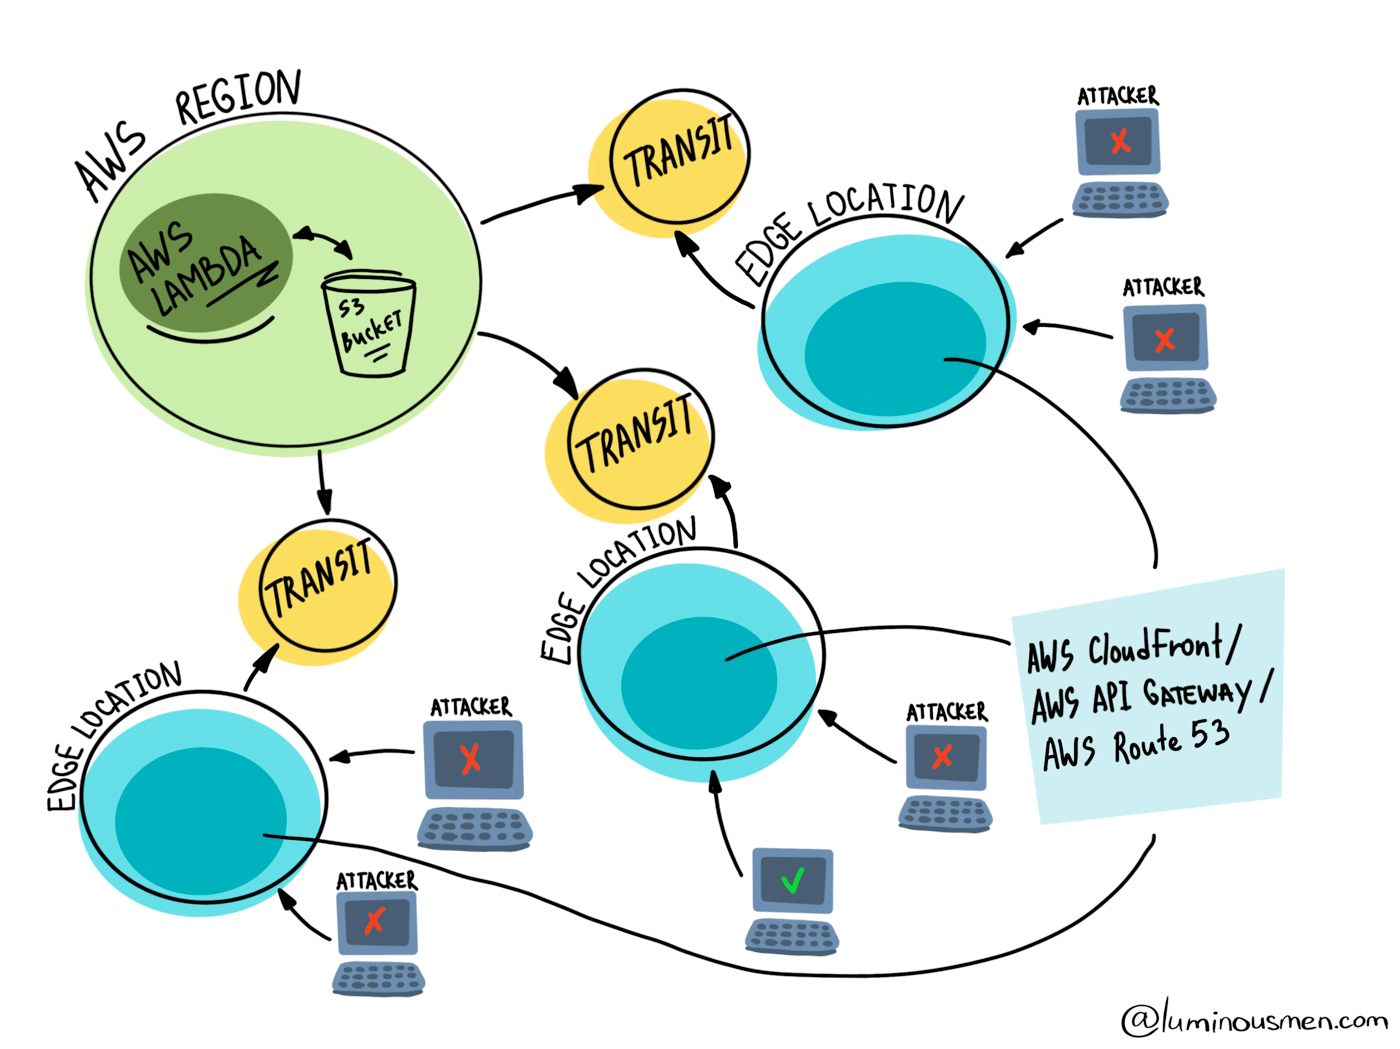 AWS REGION
AWS
LAMBDA
S3
BUCKET
TRANSIT
EDGE LOCATION
ATTACKER
X
ATTACKER
X
TRANSIT
EDGE LOCATION
TRANSIT
EDGE LOCATION
AWS CloudFront/
AWS API GATEWAY/
AWS Route 53
ATTACKER
X
ATTACKER
X
ATTACKER
X
@luminousmen.com